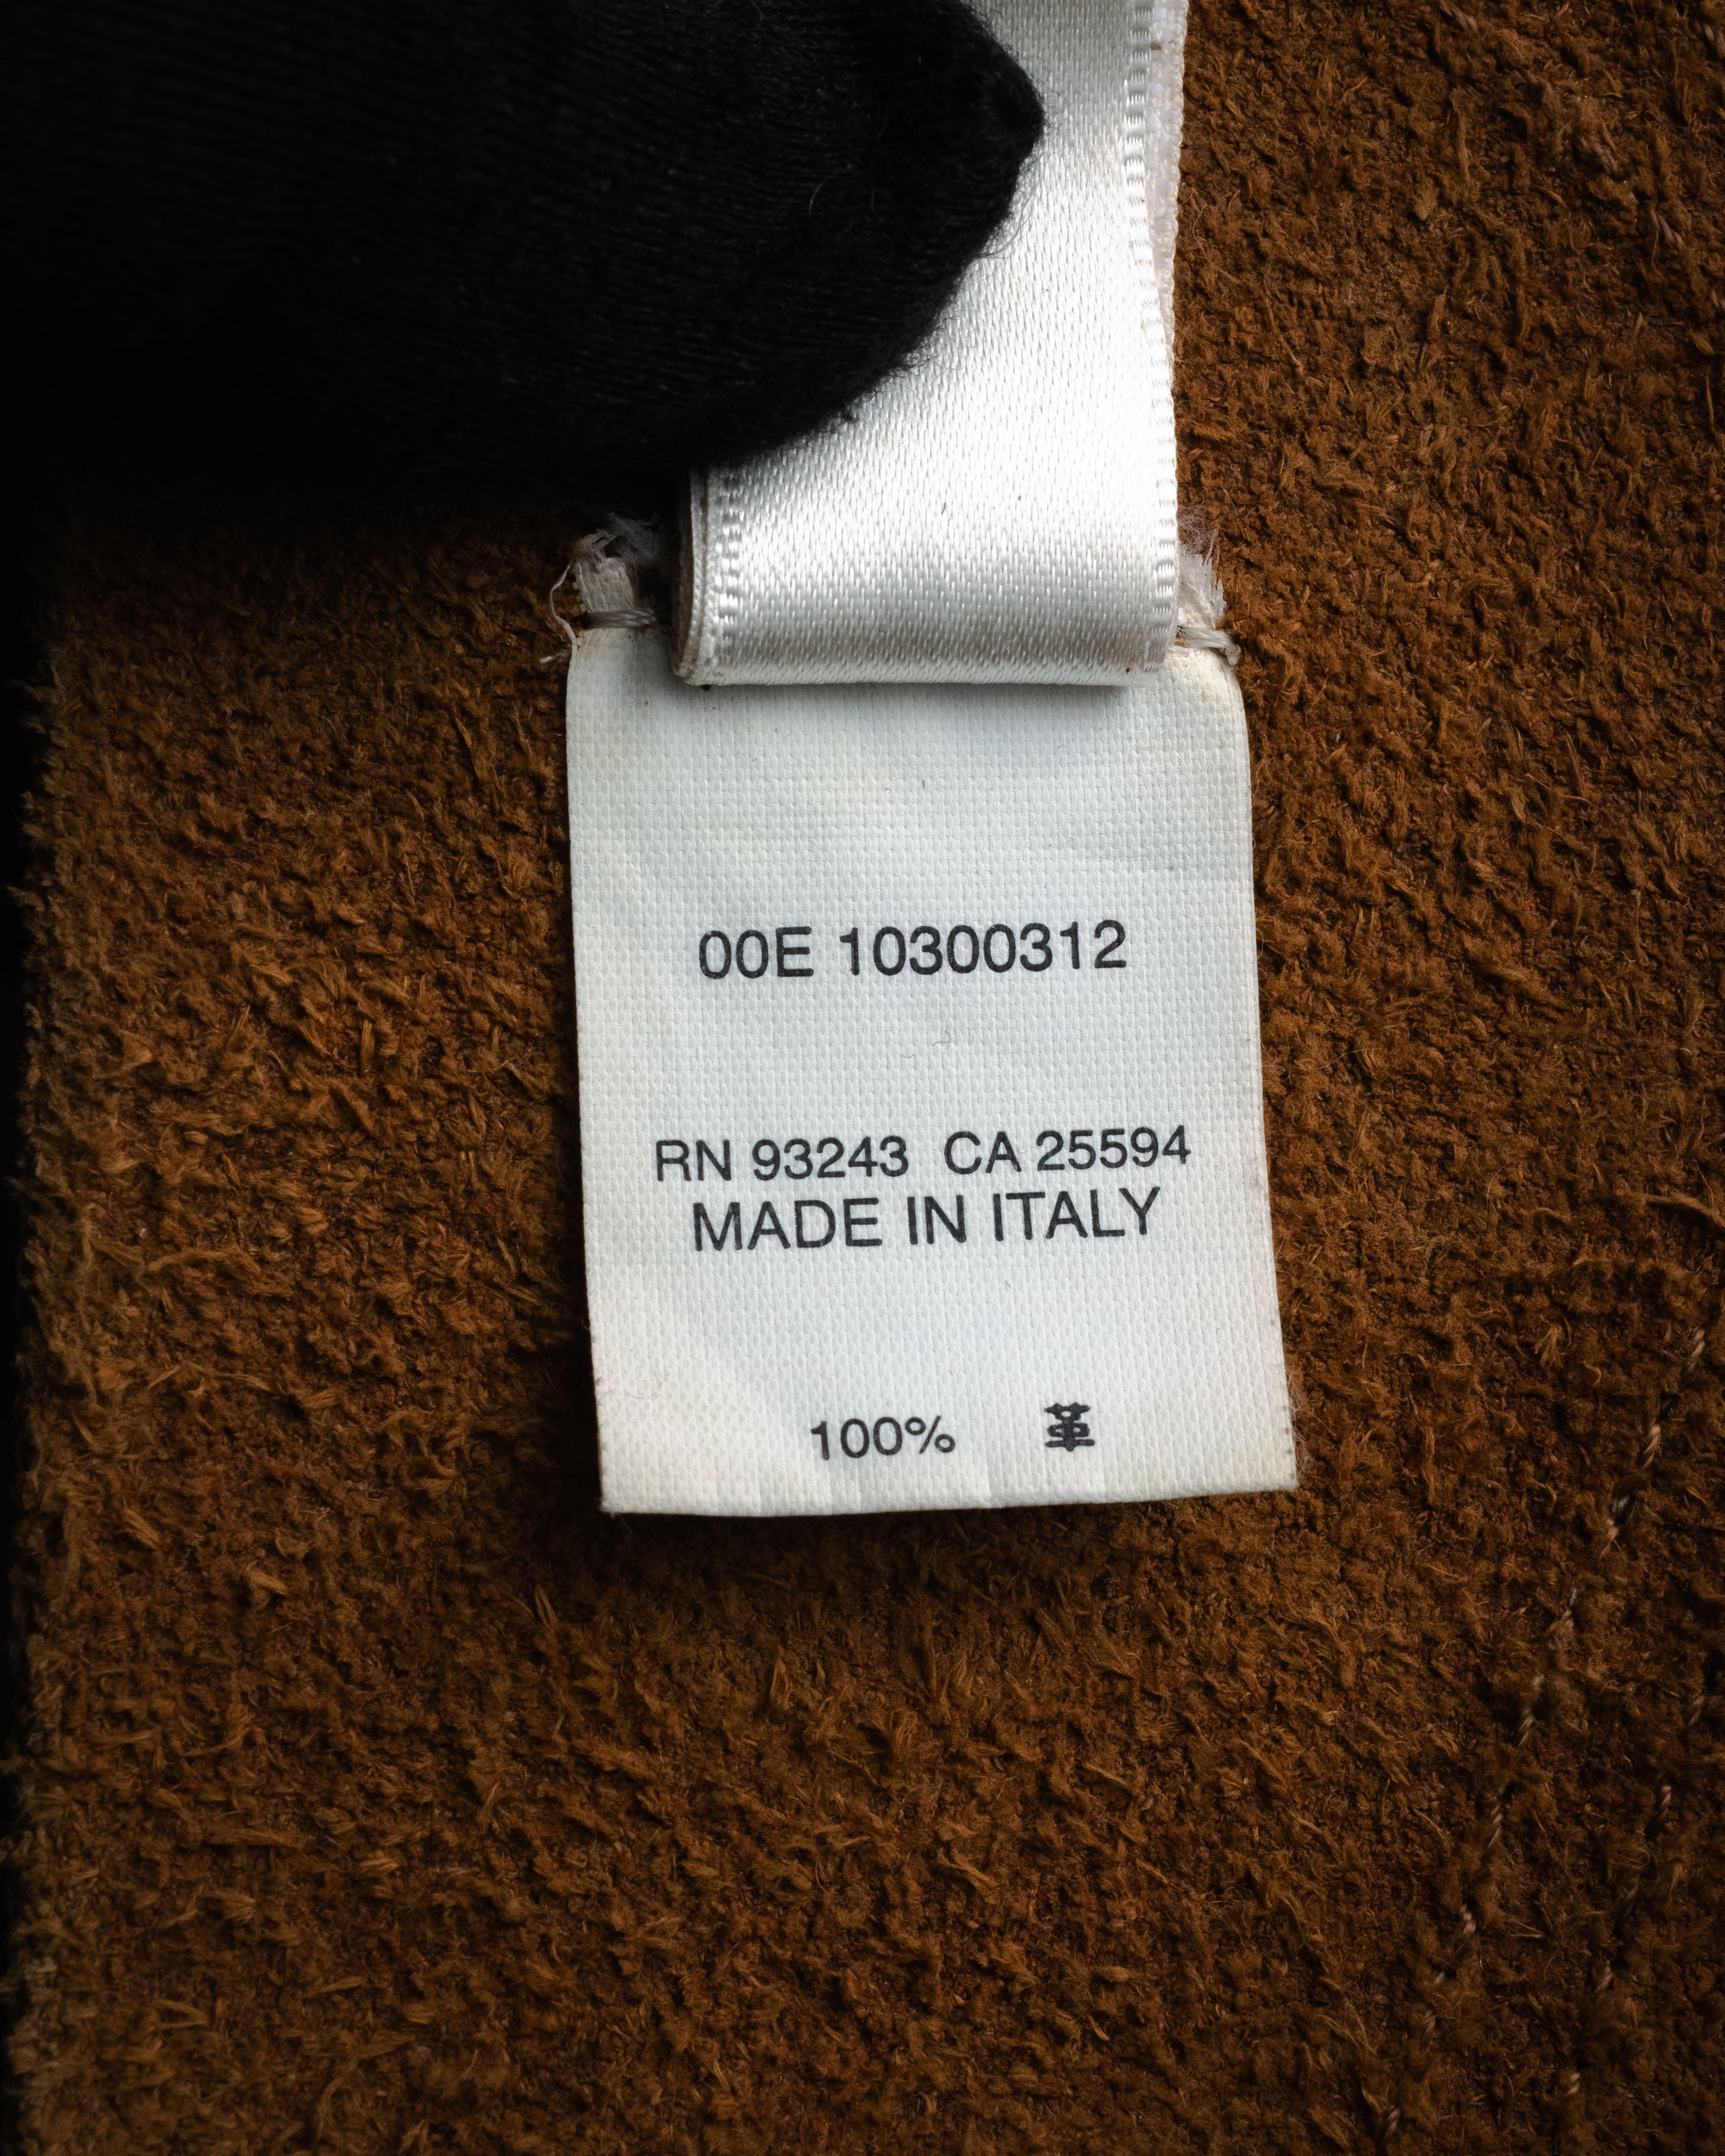 00E 10300312
RN 93243 CA 25594
MADE IN ITALY
100% 革